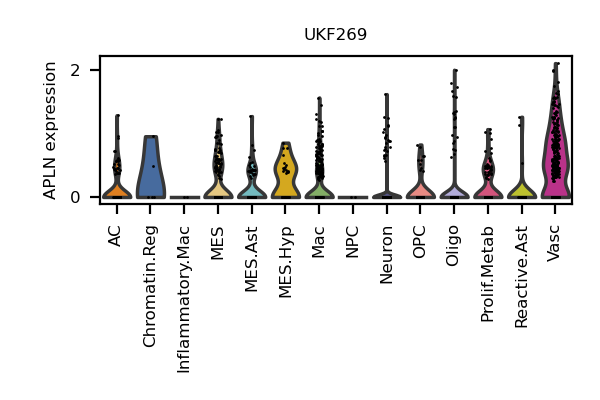 UKF269
APLN expression
2
0
AC
Chromatin.Reg
Inflammatory.Mac
MES
MES.Ast
MES.Hyp
Mac
NPC
Neuron
OPC
Oligo
Prolif.Metab
Reactive.Ast
Vasc